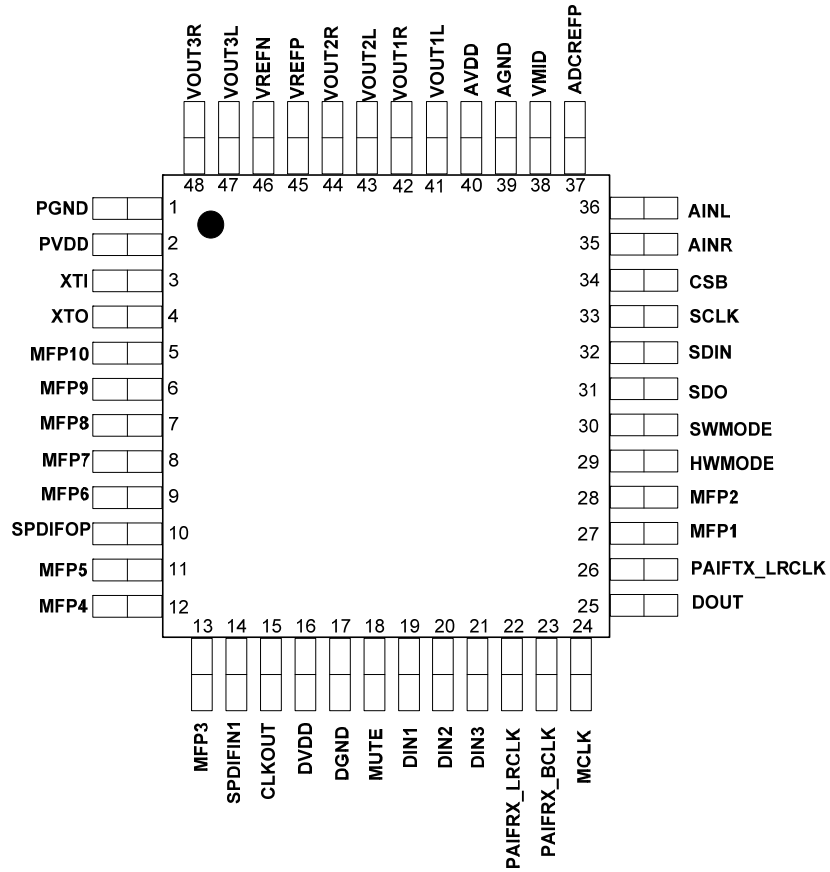 VOUT3R
VOUT3L
VREFN
VREFP
VOUT2R
VOUT2L
VOUT1R
VOUT1L
AVDD
AGND
VMID
ADCREFP
48 47 46 45 44 43 42 41 40 39 38 37
PGND 1
PVDD 2
XTI 3
XTO 4
MFP10 5
MFP9 6
MFP8 7
MFP7 8
MFP6 9
SPDIFOP 10
MFP5 11
MFP4 12
36 AINL
35 AINR
34 CSB
33 SCLK
32 SDIN
31 SDO
30 SWMODE
29 HWMODE
28 MFP2
27 MFP1
26 PAIFTX_LRCLK
25 DOUT
13 14 15 16 17 18 19 20 21 22 23 24
MFP3
SPDIFIN1
CLKOUT
DVDD
DGND
MUTE
DIN1
DIN2
DIN3
PAIFRX_LRCLK
PAIFRX_BCLK
MCLK